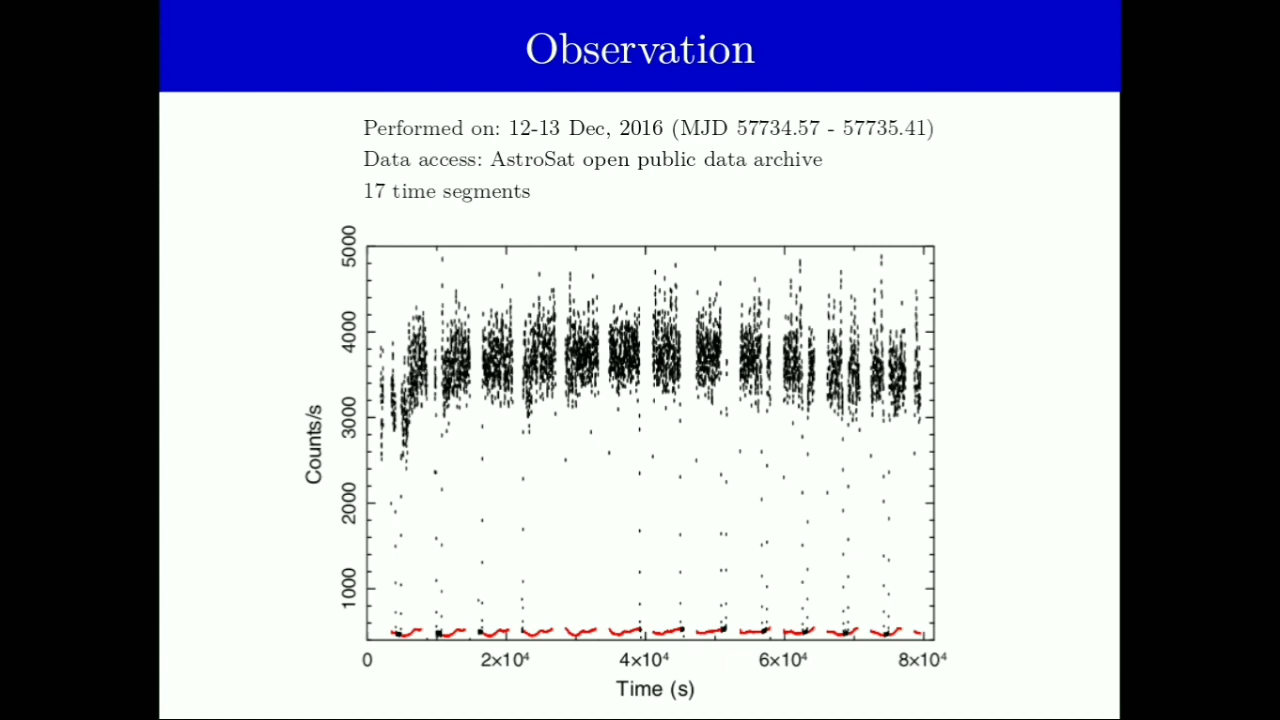 Observation
Performed on: 12-13 Dec, 2016 (MJD 57734.57 - 57735.41)
Data access: AstroSat open public data archive
17 time segments
5000
4000
3000
2000
1000
Counts/s
0 2×10⁴ 4×10⁴ 6×10⁴ 8×10⁴
Time (s)